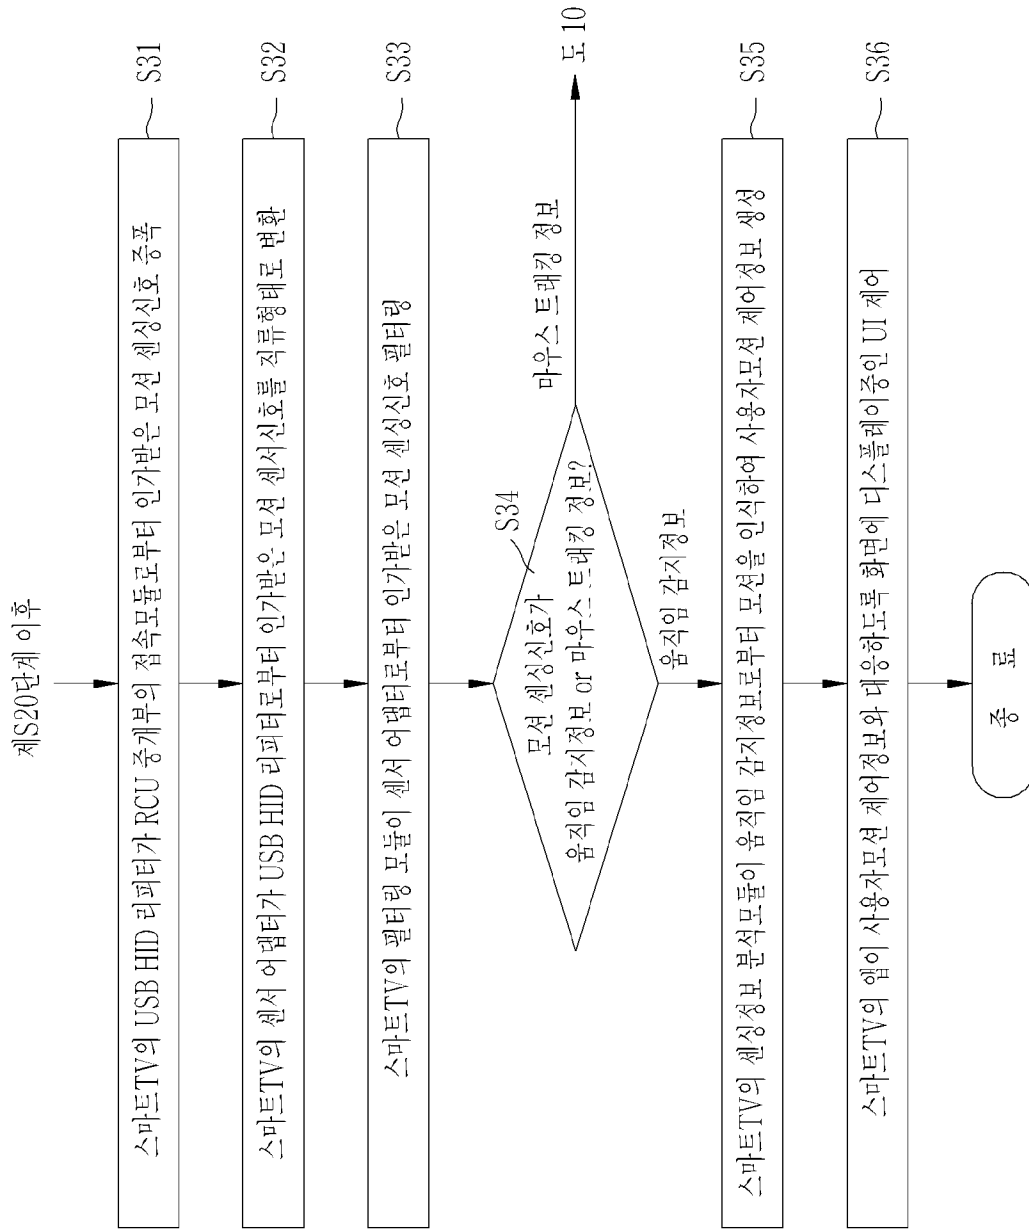 제S20단계 이후
스마트TV의 USB HID 리피터가 RCU 중개부의 접속모듈로부터 인가받은 모션 센싱신호 증폭
S31
스마트TV의 센서 어댑터가 USB HID 리피터로부터 인가받은 모션 센서신호를 직류형태로 변환
S32
스마트TV의 필터링 모듈이 센서 어댑터로부터 인가받은 모션 센싱신호 필터링
S33
S34
모션 센싱신호가
움직임 감지정보 or 마우스 트래킹 정보?
마우스 트래킹 정보
도 10
움직임 감지정보
스마트TV의 센싱정보 분석모듈이 움직임 감지정보로부터 모션을 인식하여 사용자모션 제어정보 생성
S35
스마트TV의 앱이 사용자모션 제어정보와 대응하도록 화면에 디스플레이중인 UI 제어
S36
종 료